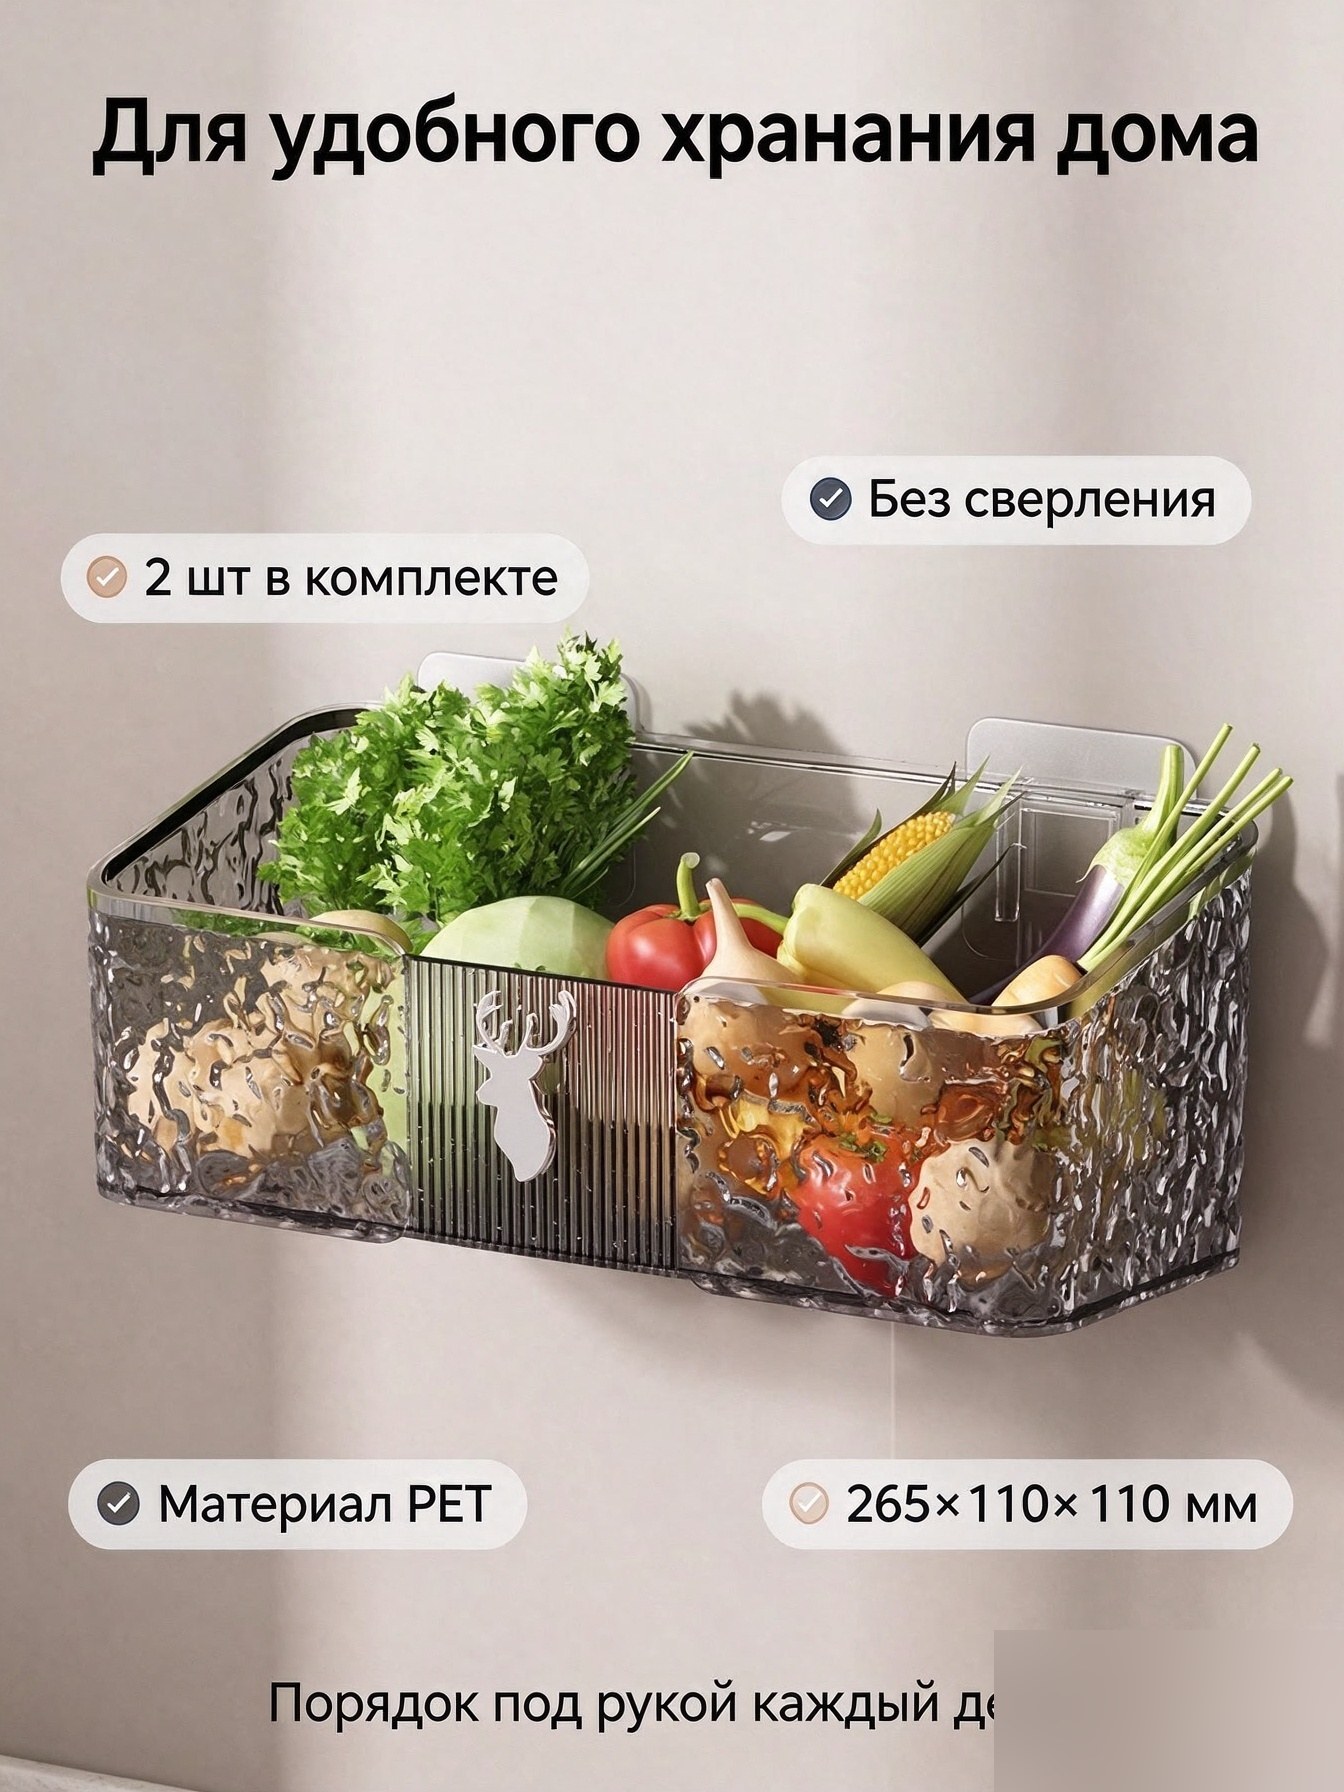 Для удобного хранания дома
Без сверления
2 шт в комплекте
Материал PET
265×110×110 мм
Порядок под рукой каждый